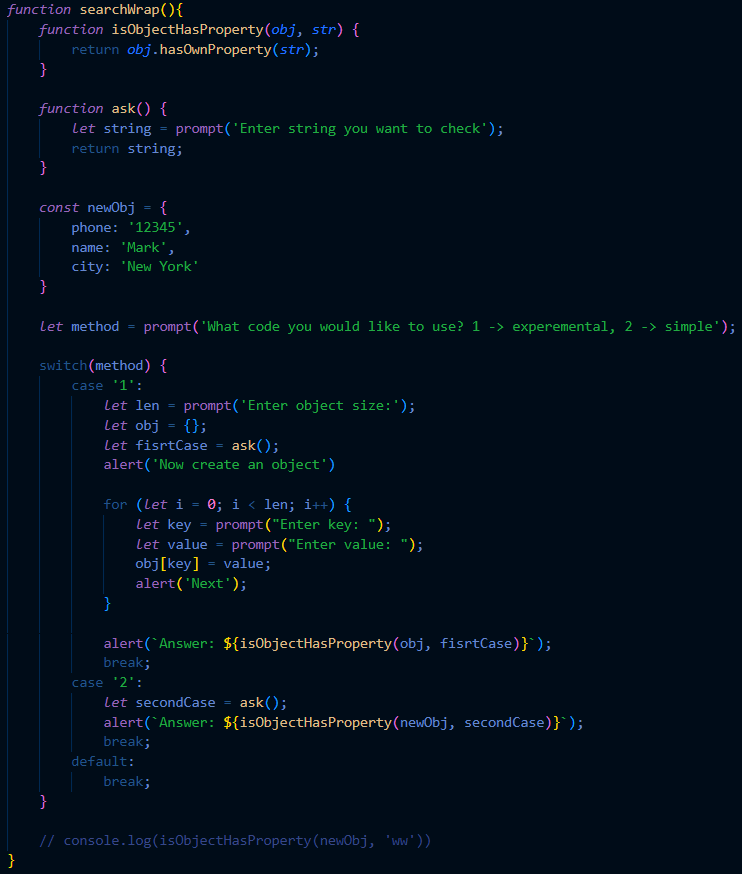 function searchWrap(){
    function isObjectHasProperty(obj, str) {
        return obj.hasOwnProperty(str);
    }

    function ask() {
        let string = prompt('Enter string you want to check');
        return string;
    }

    const newObj = {
        phone: '12345',
        name: 'Mark',
        city: 'New York'
    }

    let method = prompt('What code you would like to use? 1 -> experemental, 2 -> simple');

    switch(method) {
        case '1':
            let len = prompt('Enter object size:');
            let obj = {};
            let fisrtCase = ask();
            alert('Now create an object')

            for (let i = 0; i < len; i++) {
                let key = prompt("Enter key: ");
                let value = prompt("Enter value: ");
                obj[key] = value;
                alert('Next');
            }

            alert(`Answer: ${isObjectHasProperty(obj, fisrtCase)}`);
            break;
        case '2':
            let secondCase = ask();
            alert(`Answer: ${isObjectHasProperty(newObj, secondCase)}`);
            break;
        default:
            break;
    }

    // console.log(isObjectHasProperty(newObj, 'ww'))
}